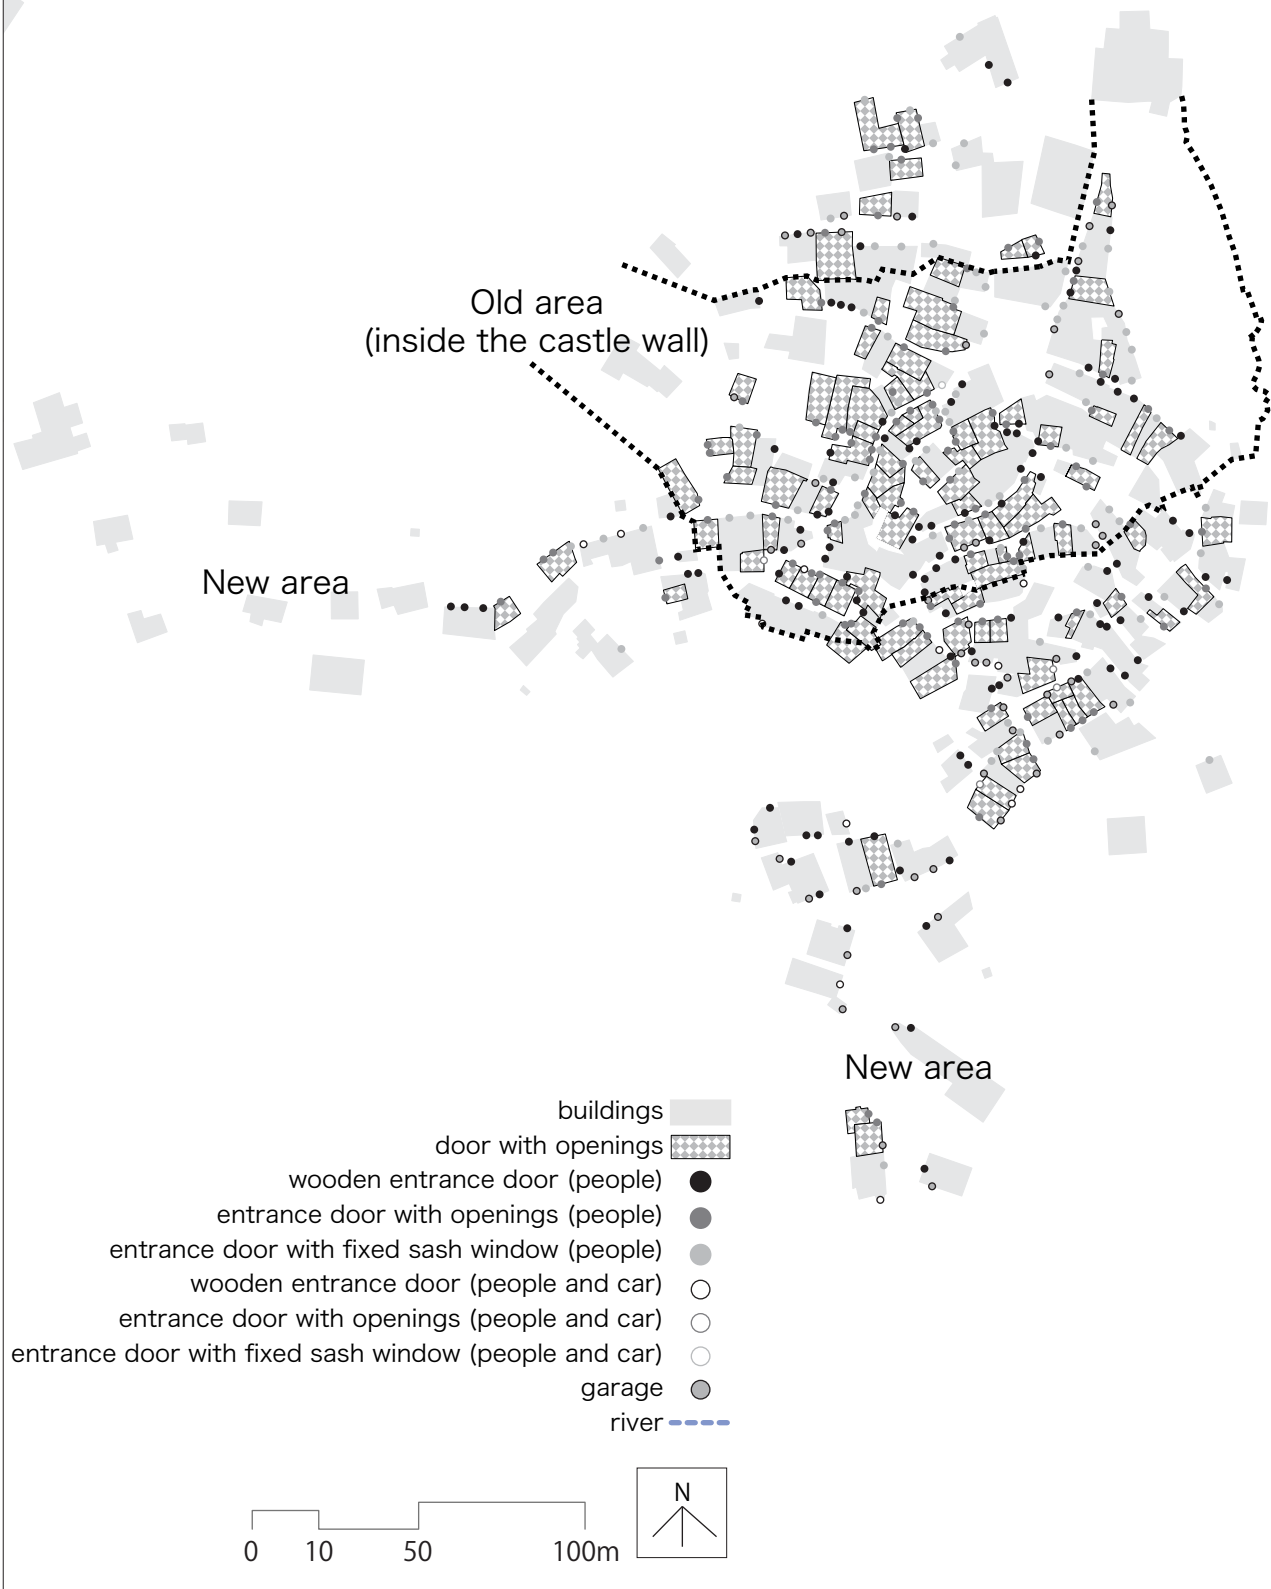 Old area
(inside the castle wall)
New area
New area
buildings
door with openings
wooden entrance door (people)
entrance door with openings (people)
entrance door with fixed sash window (people)
wooden entrance door (people and car)
entrance door with openings (people and car)
entrance door with fixed sash window (people and car)
garage
river
N
0 10 50 100m